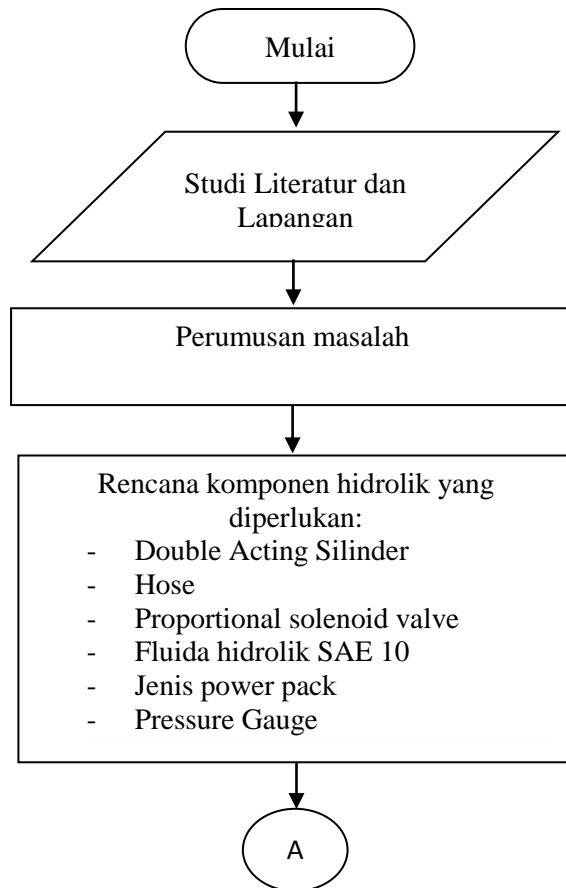 Mulai
Studi Literatur dan
Lapangan
Perumusan masalah
Rencana komponen hidrolik yang
diperlukan:
- Double Acting Silinder
- Hose
- Proportional solenoid valve
- Fluida hidrolik SAE 10
- Jenis power pack
- Pressure Gauge
A